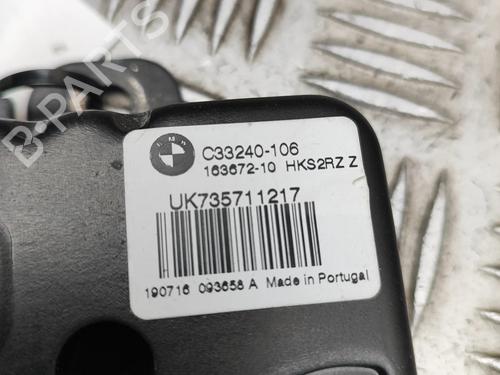 B-PARTS
BMW
C33240-106
163672-10 HKS2RZ Z
UK735711217
190716 093658 A Made in Portugal